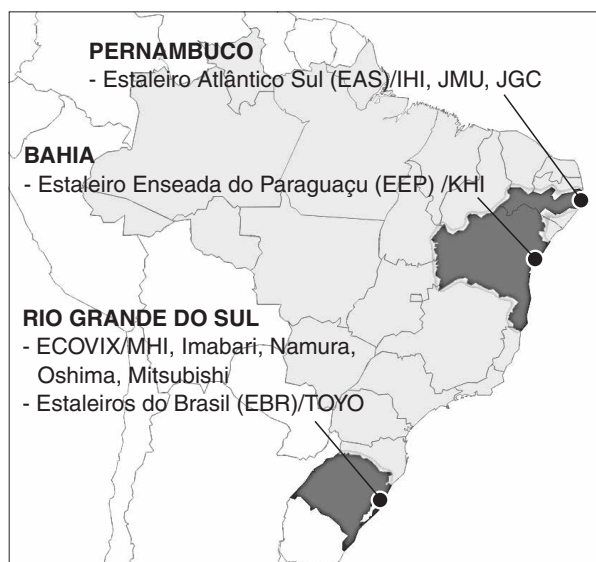 PERNAMBUCO
- Estaleiro Atlântico Sul (EAS)/IHI, JMU, JGC
BAHIA
- Estaleiro Enseada do Paraguaçu (EEP) /KHI
RIO GRANDE DO SUL
- ECOVIX/MHI, Imabari, Namura,
Oshima, Mitsubishi
- Estaleiros do Brasil (EBR)/TOYO